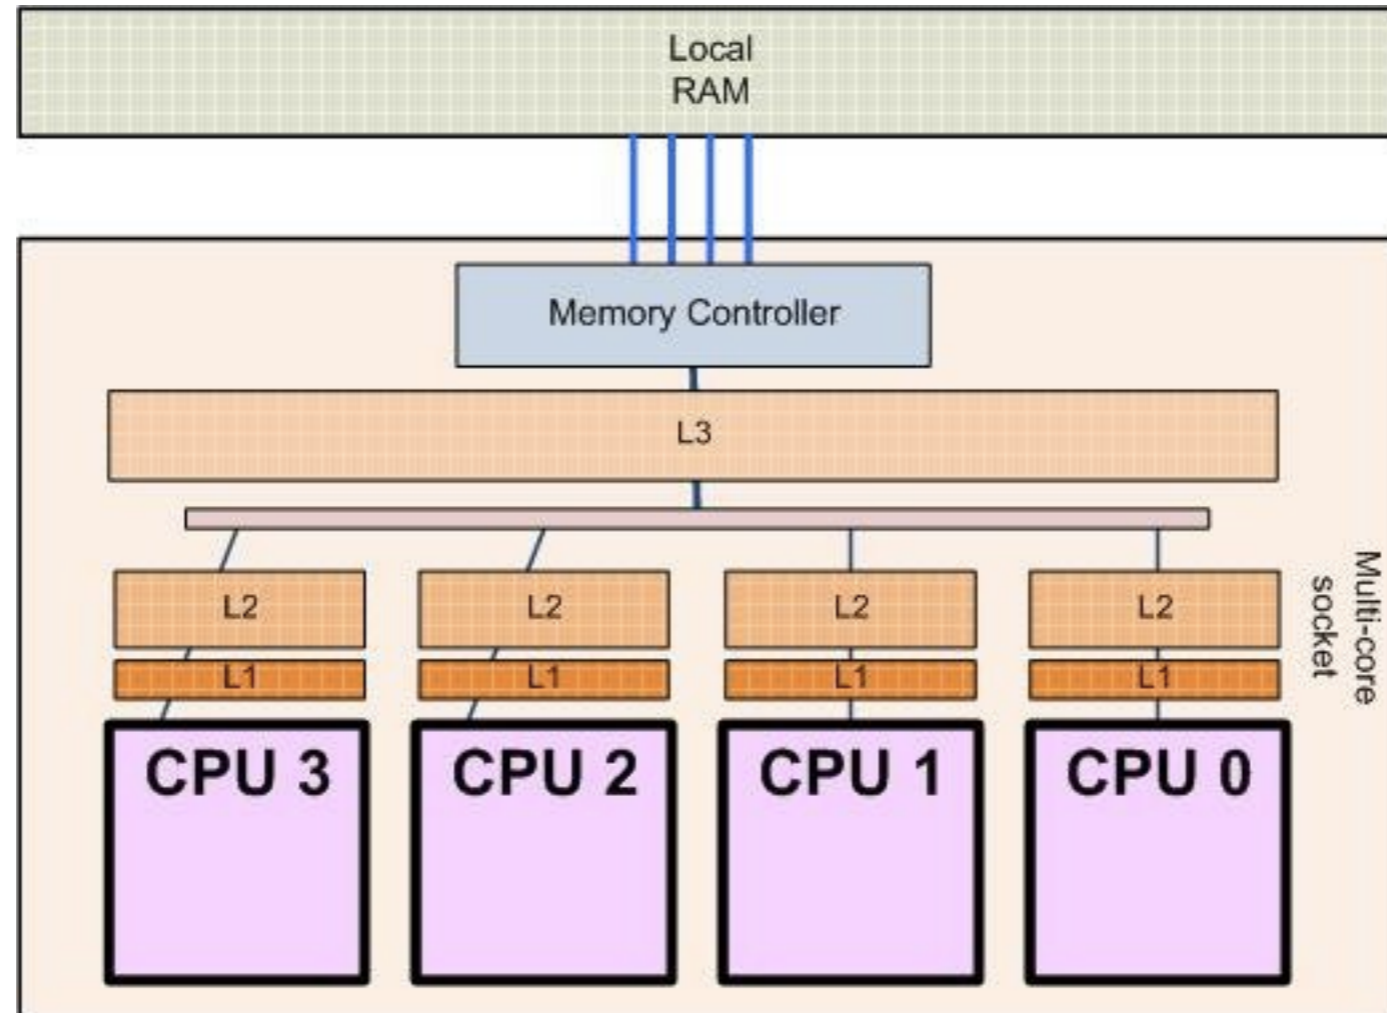 Local
RAM
Memory Controller
L3
L2
L2
L2
L2
L1
L1
L1
L1
CPU 3
CPU 2
CPU 1
CPU 0
Multi-core
socket